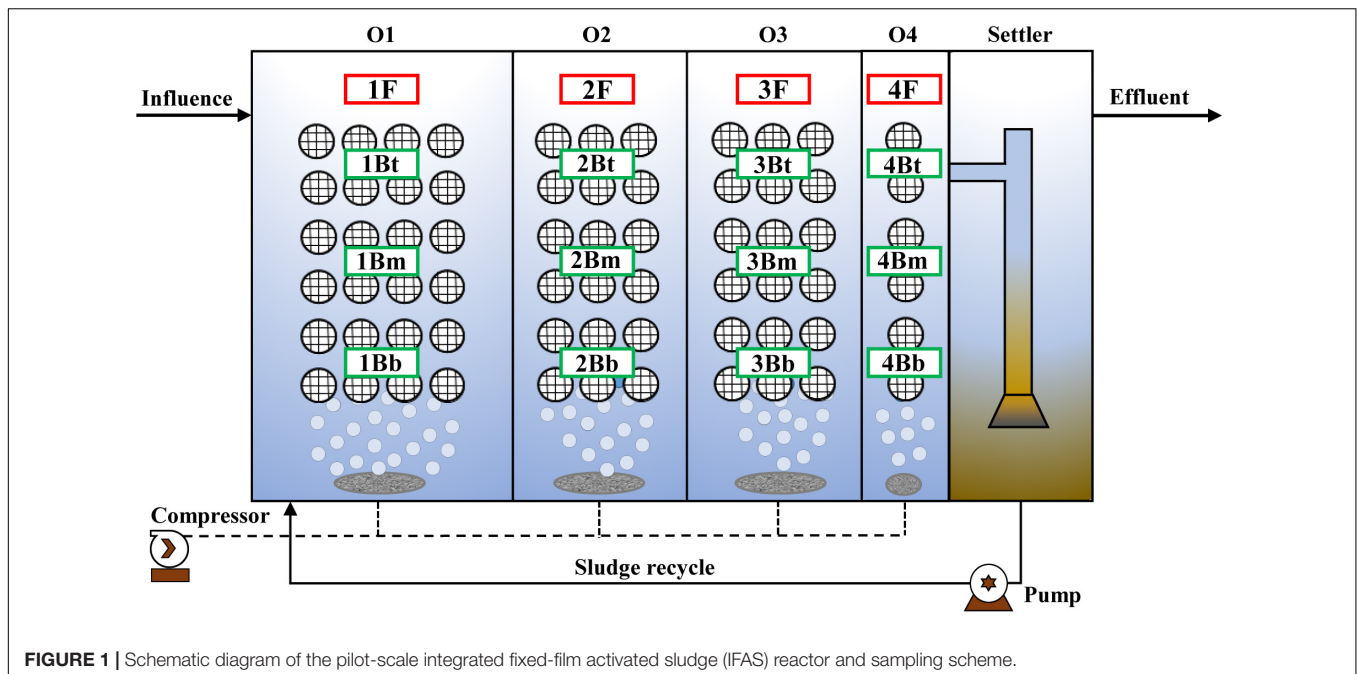 O1 O2 O3 O4 Settler
1F 2F 3F 4F
Influence Effluent
1Bt 2Bt 3Bt 4Bt
1Bm 2Bm 3Bm 4Bm
1Bb 2Bb 3Bb 4Bb
Compressor
Sludge recycle
Pump
FIGURE 1 | Schematic diagram of the pilot-scale integrated fixed-film activated sludge (IFAS) reactor and sampling scheme.